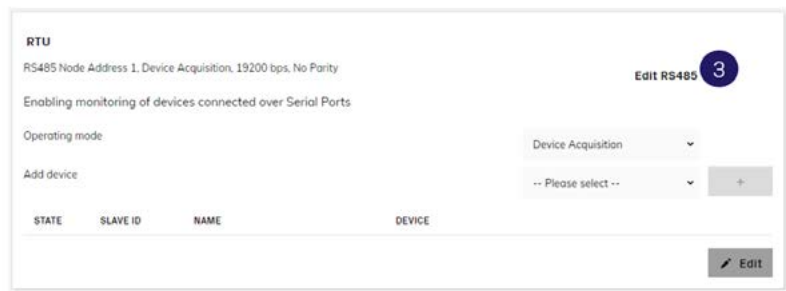 RTU
RS485 Node Address 1, Device Acquisition, 19200 bps, No Parity
Edit RS485 3
Enabling monitoring of devices connected over Serial Ports
Operating mode
Device Acquisition
Add device
-- Please select --
+
STATE SLAVE ID NAME DEVICE
Edit